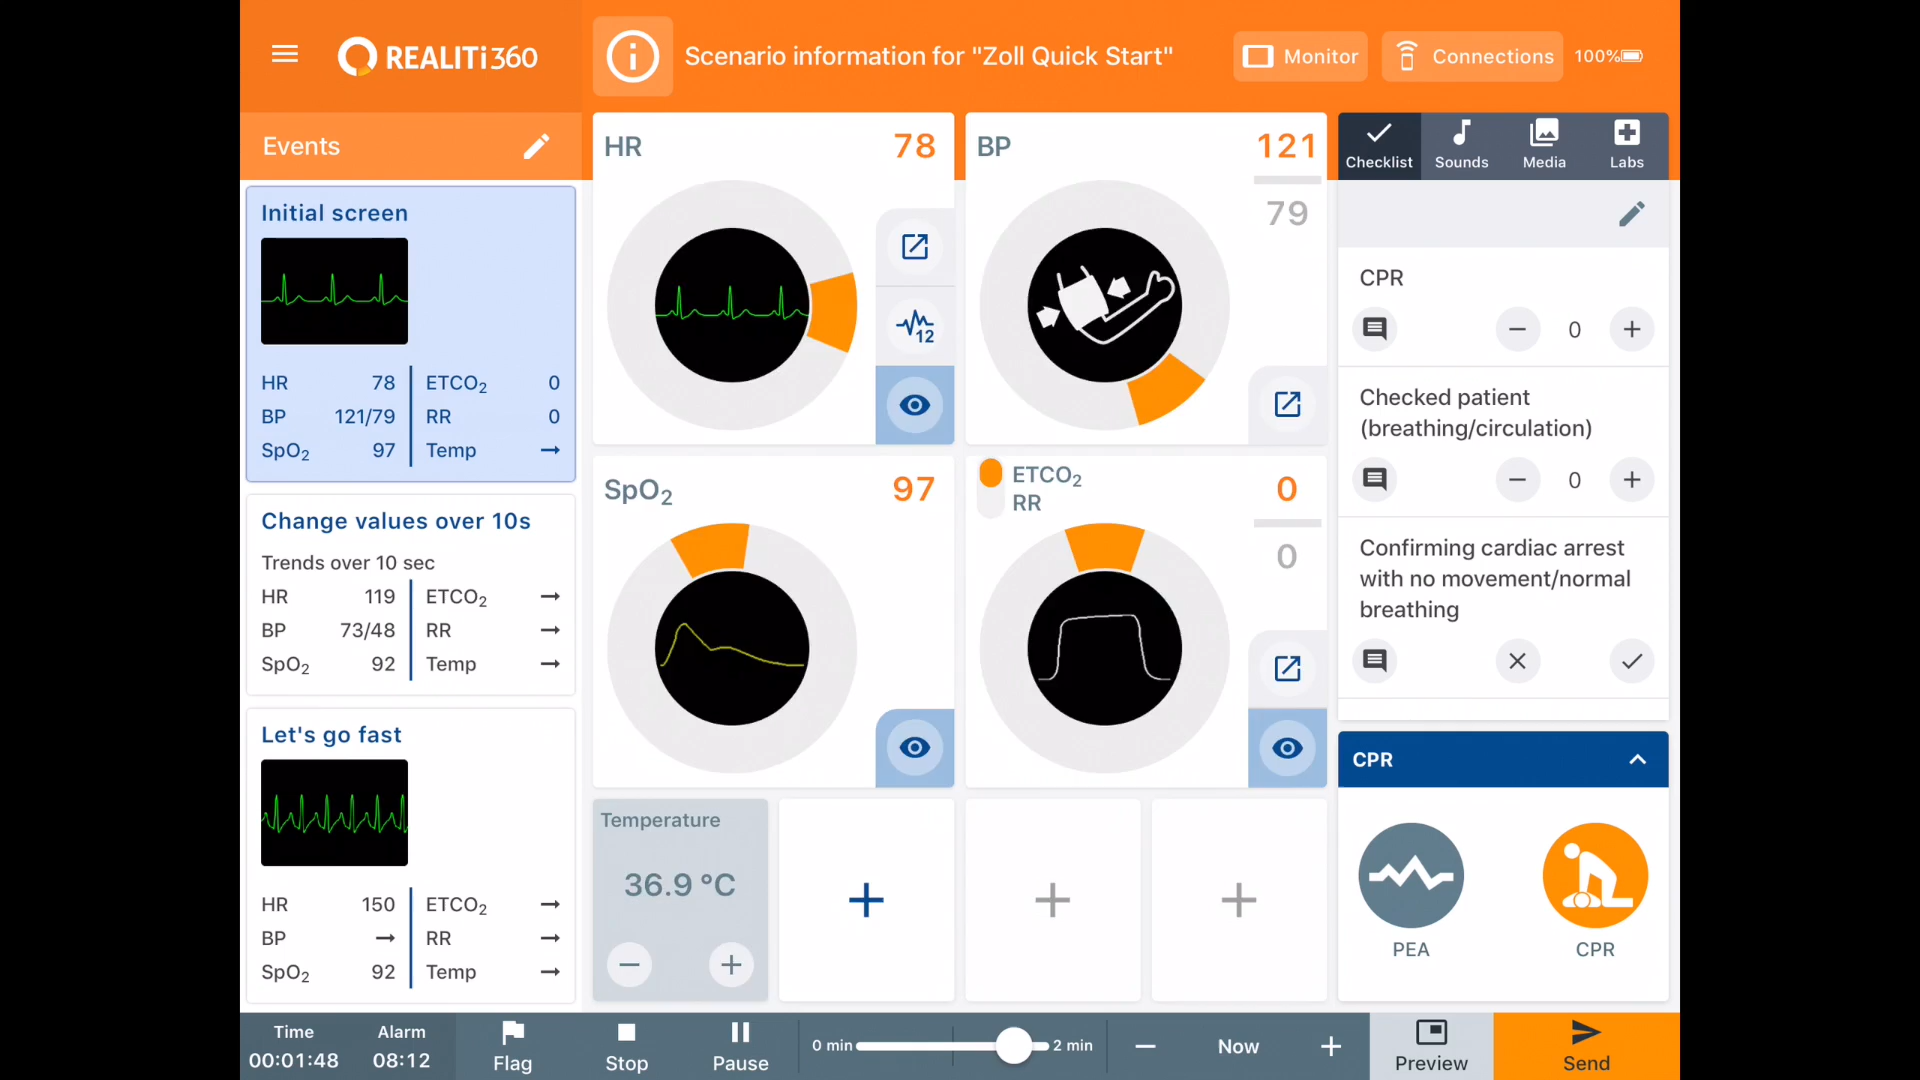 REALITi360
Scenario information for "Zoll Quick Start"
Monitor
Connections
100%
Events
Initial screen
HR 78 ETCO2 0
BP 121/79 RR 0
SpO2 97 Temp →
Change values over 10s
Trends over 10 sec
HR 119 ETCO2 →
BP 73/48 RR →
SpO2 92 Temp →
Let's go fast
HR 150 ETCO2 →
BP → RR →
SpO2 92 Temp →
HR 78
12
BP 121
79
SpO2 97
ETCO2 0
RR
0
Temperature
36.9 °C
Checklist Sounds Media Labs
CPR
0
Checked patient
(breathing/circulation)
0
Confirming cardiac arrest
with no movement/normal
breathing
CPR
PEA CPR
Time Alarm
00:01:48 08:12
Flag Stop Pause
0 min 2 min
Now
Preview
Send